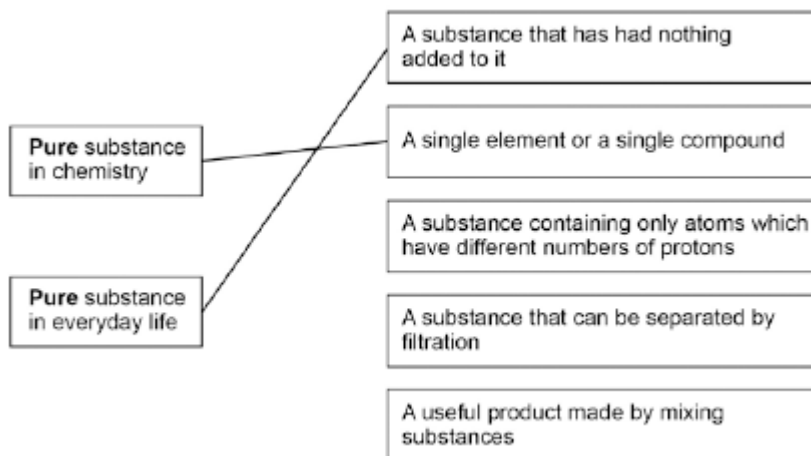 Pure substance
in chemistry
Pure substance
in everyday life
A substance that has had nothing
added to it
A single element or a single compound
A substance containing only atoms which
have different numbers of protons
A substance that can be separated by
filtration
A useful product made by mixing
substances